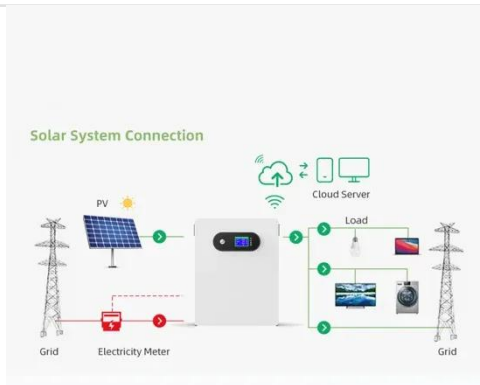 Solar System Connection
Cloud Server
PV
Load
Grid
Electricity Meter
Grid